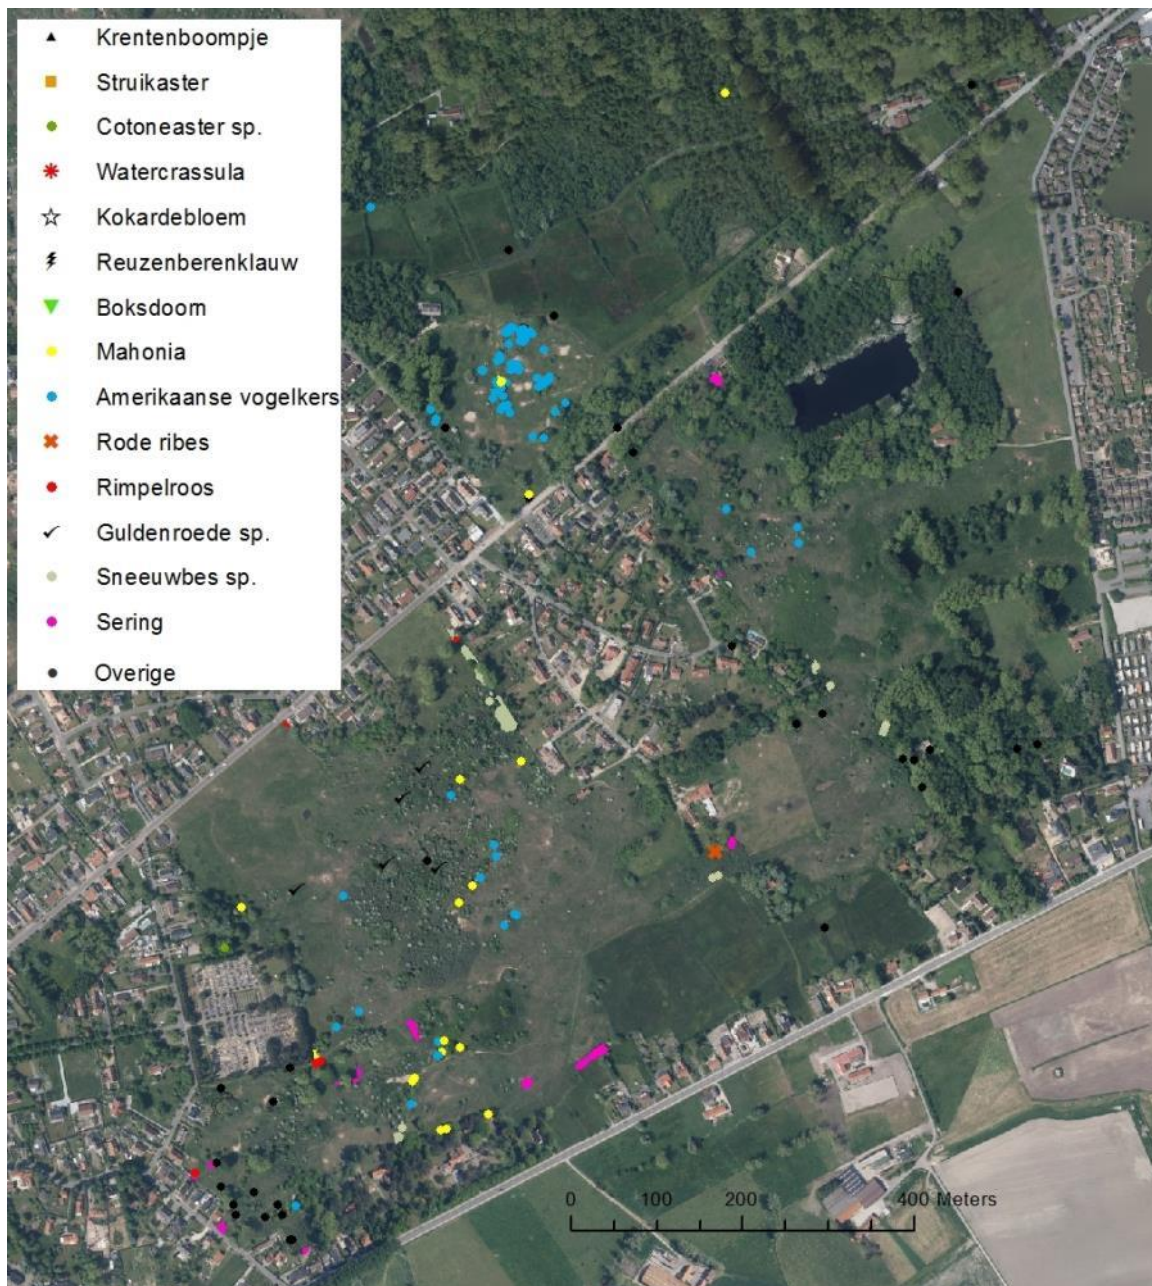 Krentenboompje
Struikaster
Cotoneaster sp.
Watercrassula
Kokardebloem
Reuzenberenklauw
Boksdoorn
Mahonia
Amerikaanse vogelkers
Rode ribes
Rimpelroos
Guldenroede sp.
Sneeuwbes sp.
Sering
Overige
0 100 200 400 Meters